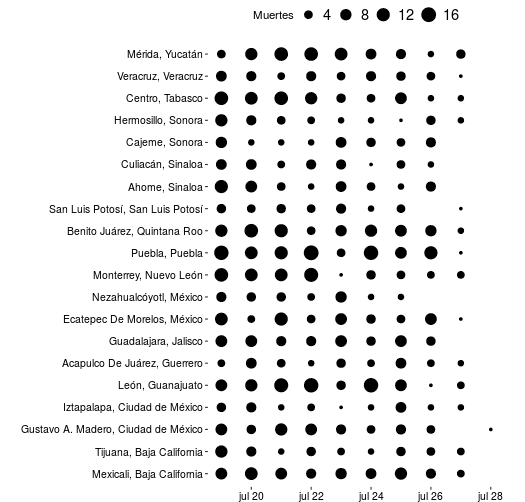 Muertes 4 8 12 16
Mérida, Yucatán
Veracruz, Veracruz
Centro, Tabasco
Hermosillo, Sonora
Cajeme, Sonora
Culiacán, Sinaloa
Ahome, Sinaloa
San Luis Potosí, San Luis Potosí
Benito Juárez, Quintana Roo
Puebla, Puebla
Monterrey, Nuevo León
Nezahualcóyotl, México
Ecatepec De Morelos, México
Guadalajara, Jalisco
Acapulco De Juárez, Guerrero
León, Guanajuato
Iztapalapa, Ciudad de México
Gustavo A. Madero, Ciudad de México
Tijuana, Baja California
Mexicali, Baja California
jul 20 jul 22 jul 24 jul 26 jul 28